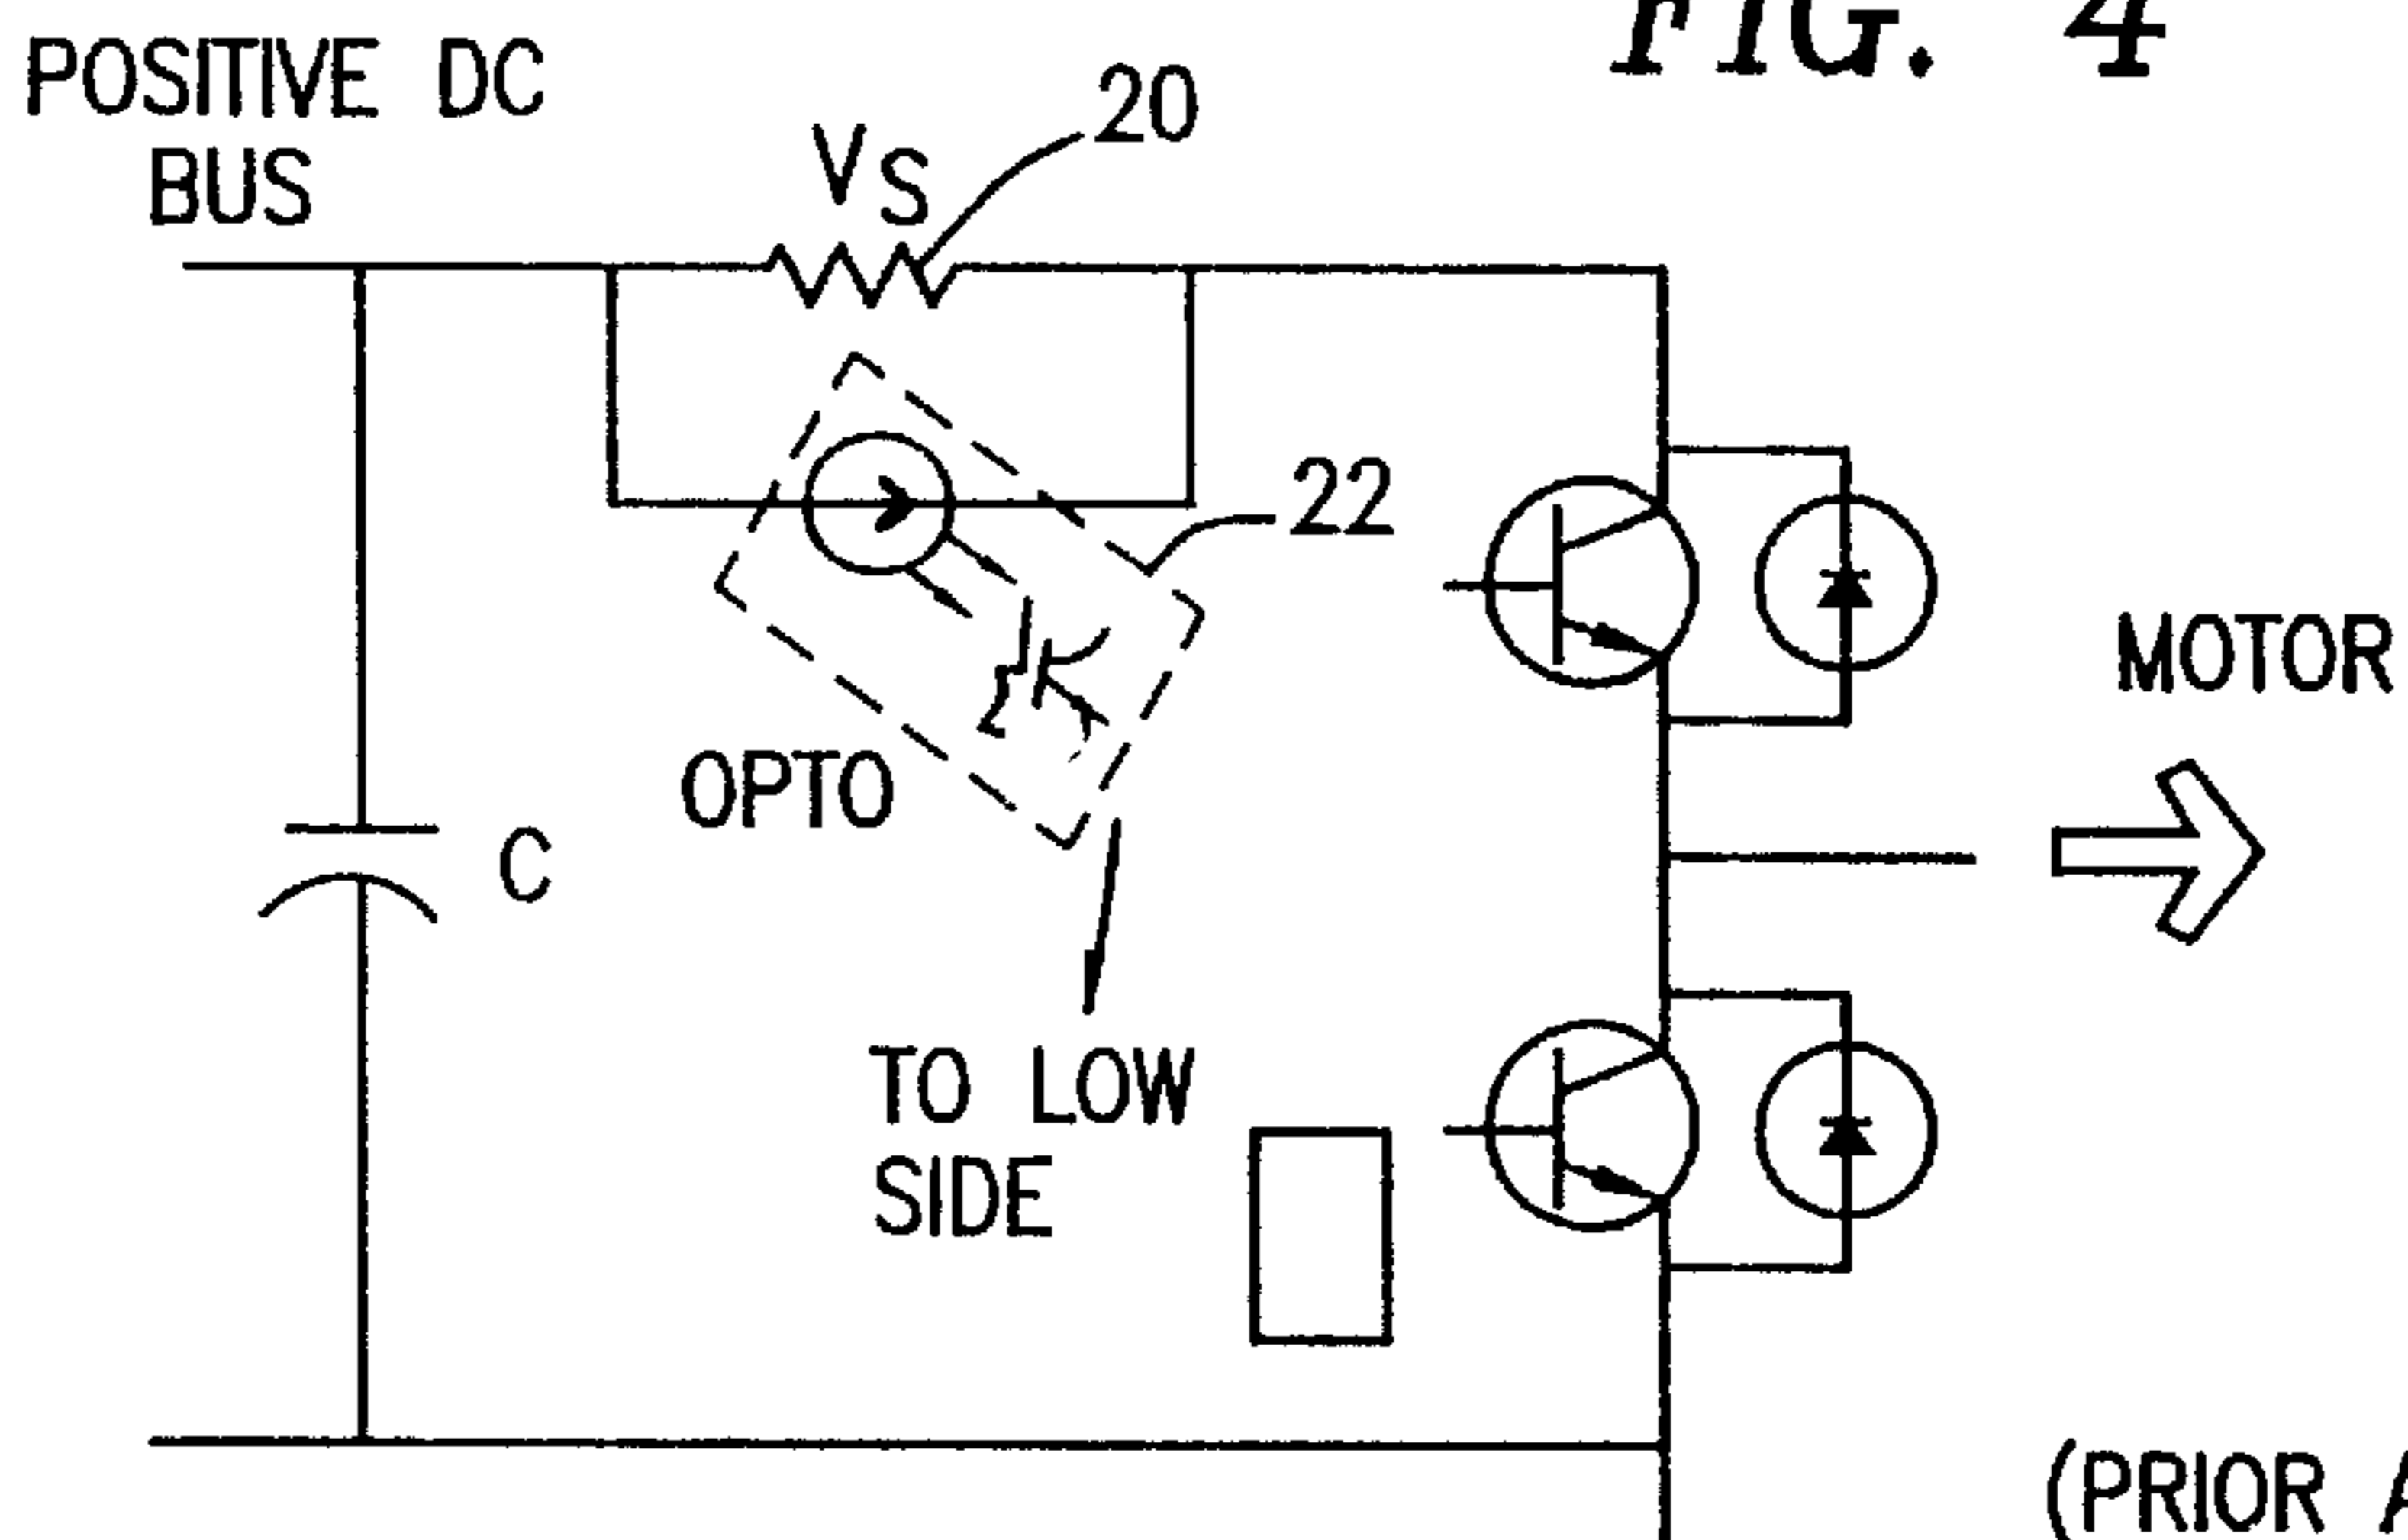 FIG. 4
POSITIVE DC
BUS
VS
20
22
MOTOR
OPTO
C
TO LOW
SIDE
(PRIOR